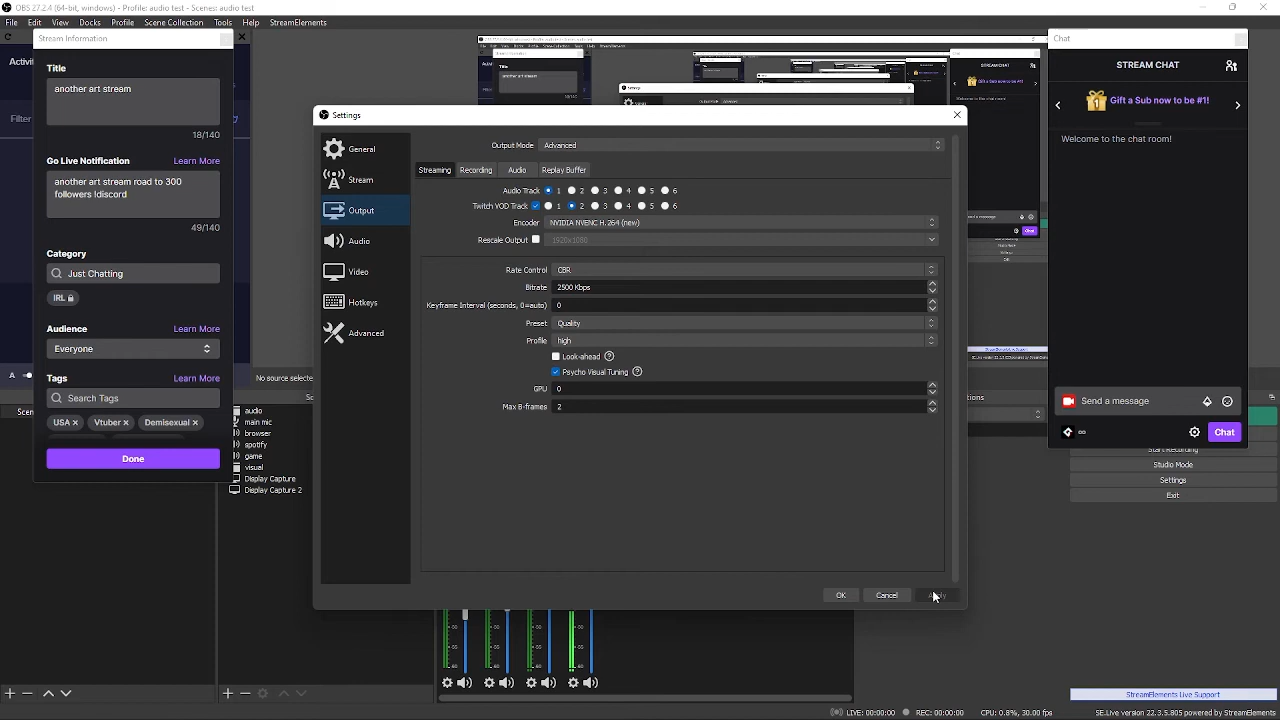 OBS 27.2.4 (64-bit, windows) - Profile: audio test - Scenes: audio test
File Edit View Docks Profile Scene Collection Tools Help StreamElements
Stream Information
Title
another art stream
18/140
Go Live Notification Learn More
another art stream road to 300
followers !discord
49/140
Category
Just Chatting
IRL
Audience Learn More
Everyone
Tags Learn More
Search Tags
USA × Vtuber × Demisexual ×
Done
No source selected
audio
main mic
browser
spotify
game
visual
Display Capture
Display Capture 2
Settings
General
Stream
Output
Audio
Video
Hotkeys
Advanced
Output Mode Advanced
Streaming Recording Audio Replay Buffer
Audio Track 1 2 3 4 5 6
Twitch VOD Track 1 2 3 4 5 6
Encoder NVIDIA NVENC H.264 (new)
Rescale Output 1920x1080
Rate Control CBR
Bitrate 2500 Kbps
Keyframe Interval (seconds, 0=auto) 0
Preset Quality
Profile high
Look-ahead ?
Psycho Visual Tuning ?
GPU 0
Max B-frames 2
OK Cancel Apply
Chat
STREAM CHAT
1 Gift a Sub now to be #1!
Welcome to the chat room!
Send a message
∞ Chat
Start Recording
Studio Mode
Settings
Exit
StreamElements Live Support
LIVE: 00:00:00 REC: 00:00:00 CPU: 0.8%, 30.00 fps SE.Live version 22.3.5.805 powered by StreamElements